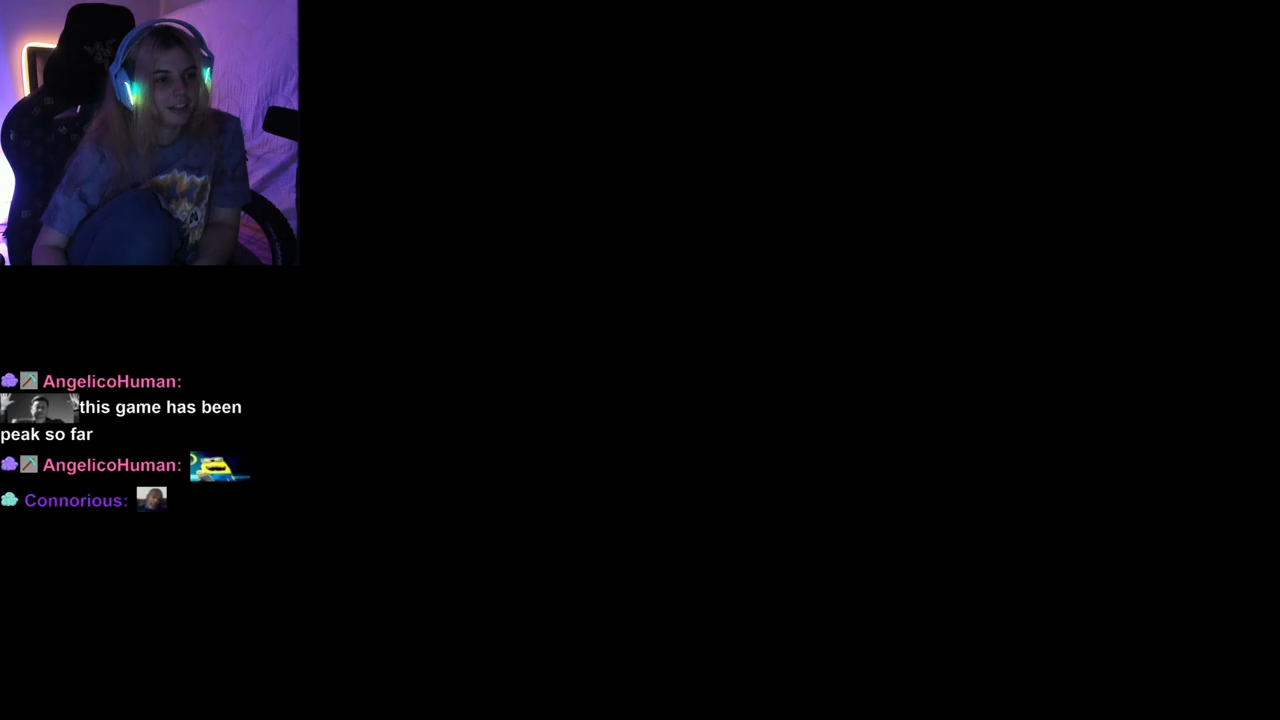 AngelicoHuman:
this game has been
peak so far
AngelicoHuman:
Connorious: